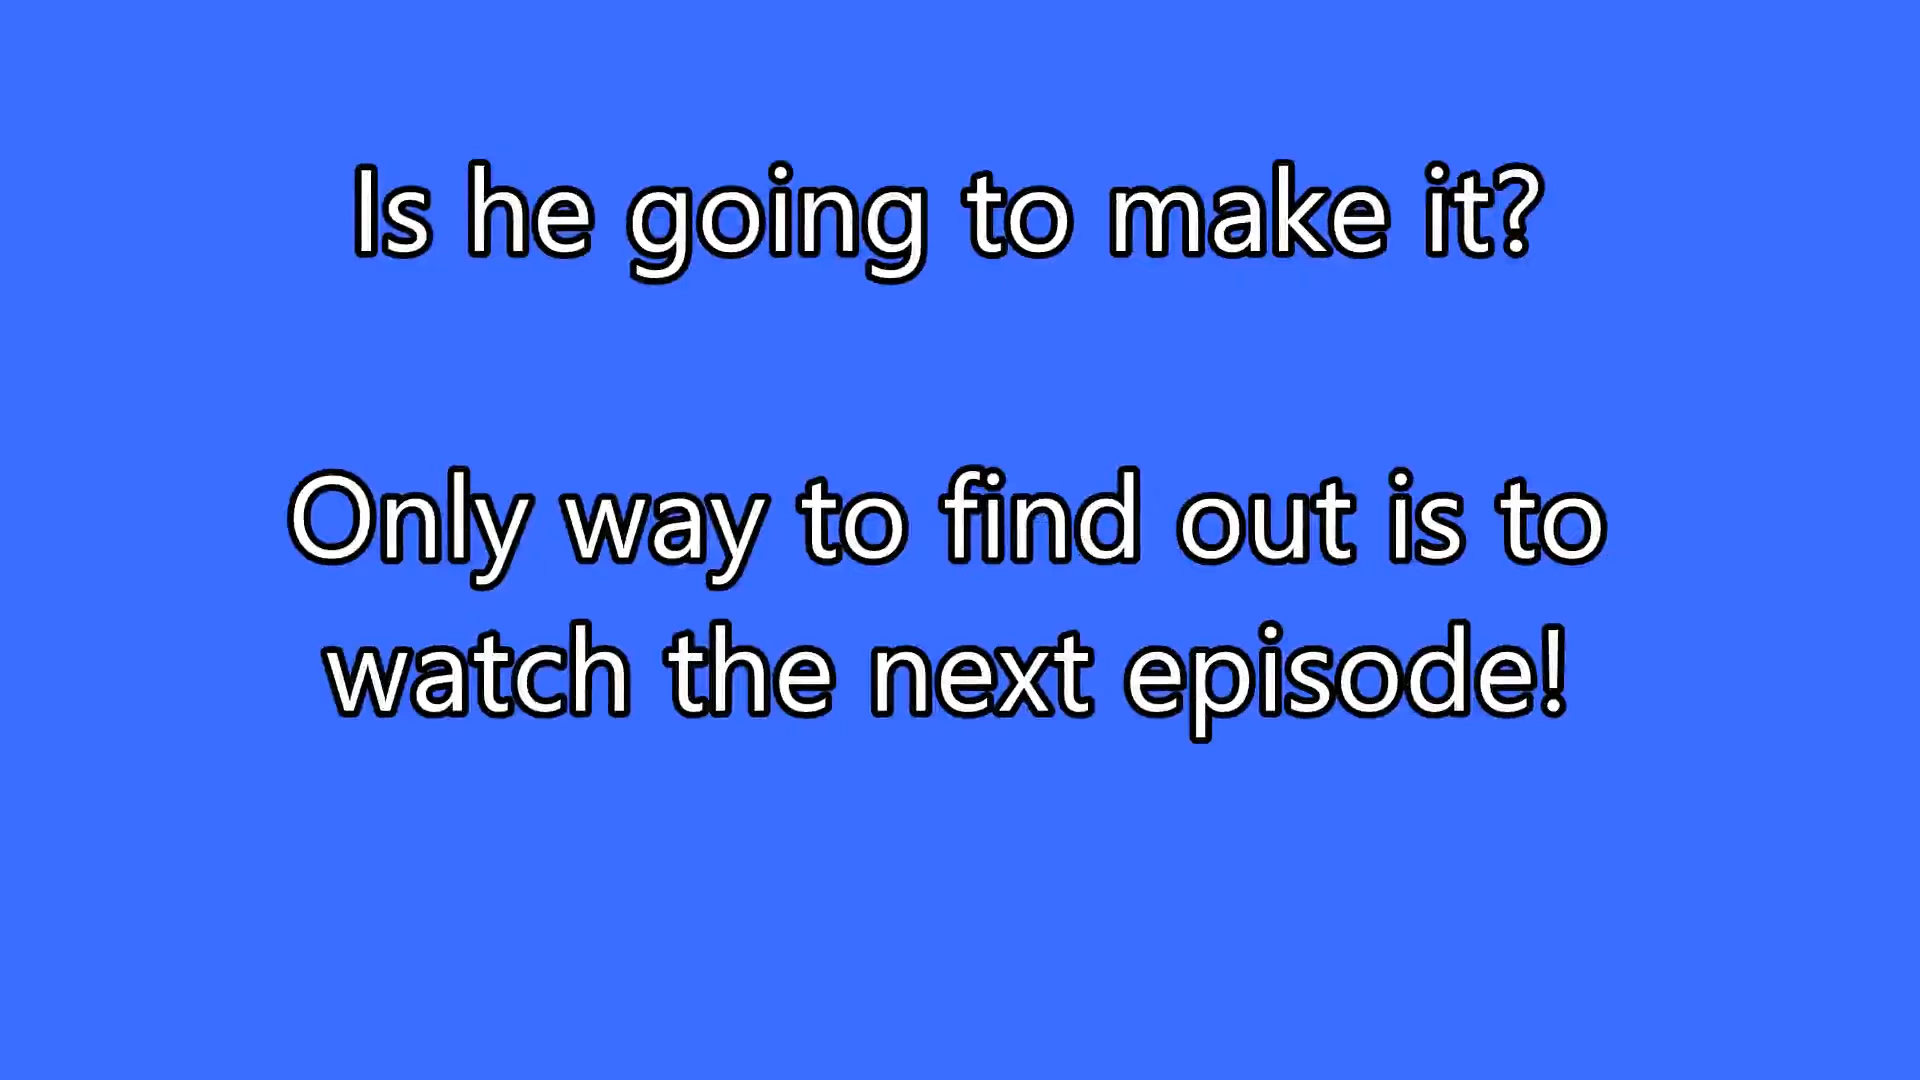 Is he going to make it?
Only way to find out is to
watch the next episode!